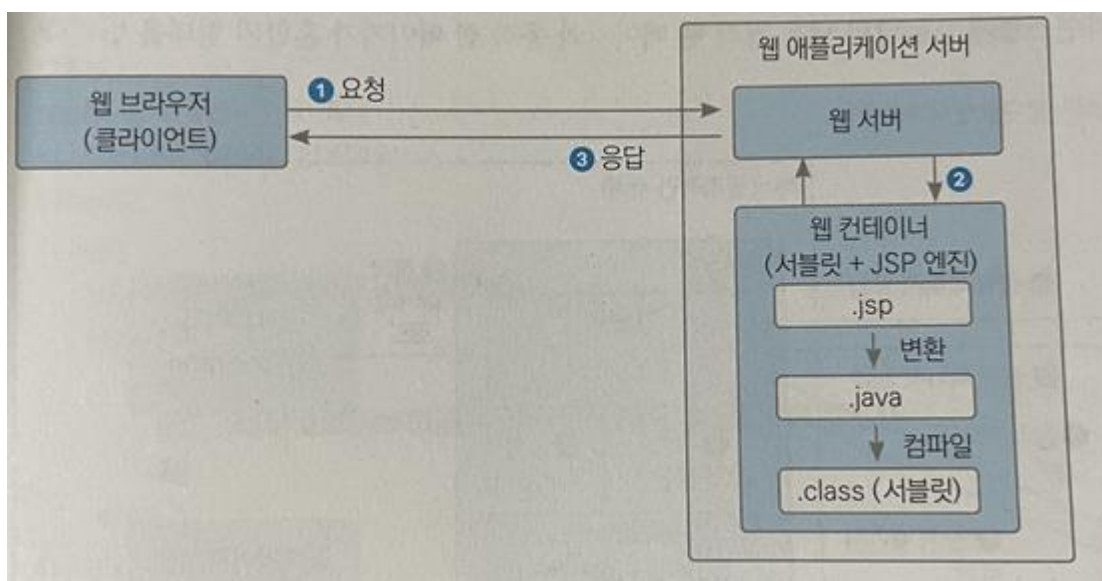 웹 애플리케이션 서버
웹 브라우저
(클라이언트)
❶ 요청
웹 서버
❸ 응답
❷
웹 컨테이너
(서블릿 + JSP 엔진)
.jsp
변환
.java
컴파일
.class (서블릿)